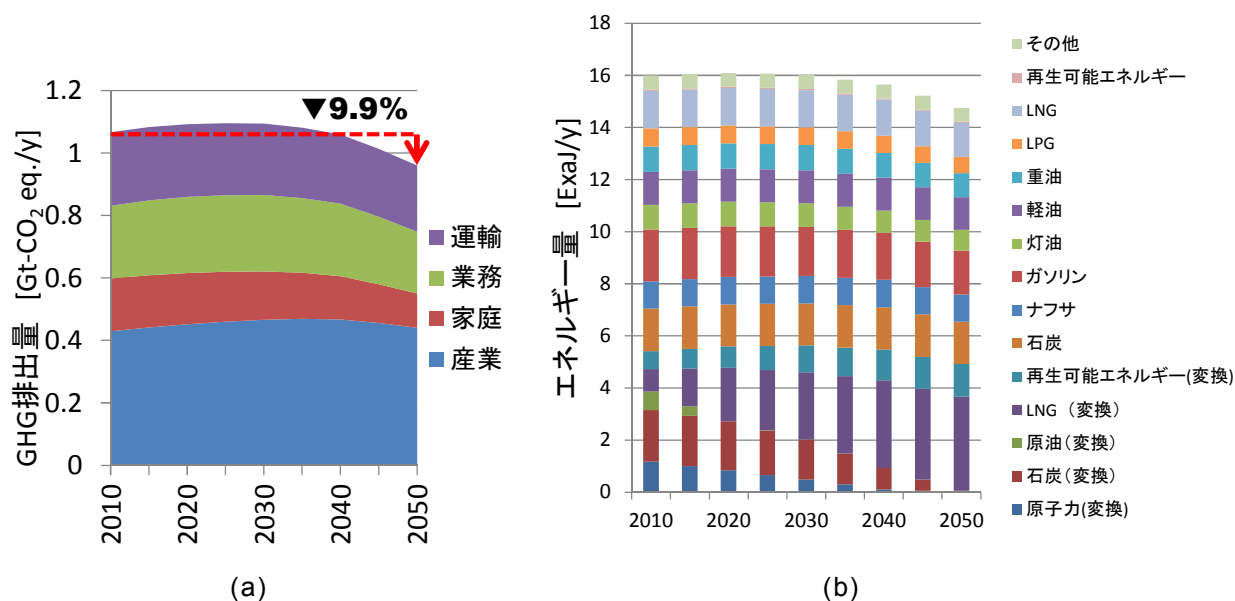 GHG排出量 [Gt-CO2 eq./y]
1.2
1
0.8
0.6
0.4
0.2
0
▼9.9%
2010
2020
2030
2040
2050
運輸
業務
家庭
産業
(a)
エネルギー量 [ExaJ/y]
18
16
14
12
10
8
6
4
2
0
2010
2020
2030
2040
2050
その他
再生可能エネルギー
LNG
LPG
重油
軽油
灯油
ガソリン
ナフサ
石炭
再生可能エネルギー(変換)
LNG (変換)
原油(変換)
石炭(変換)
原子力(変換)
(b)